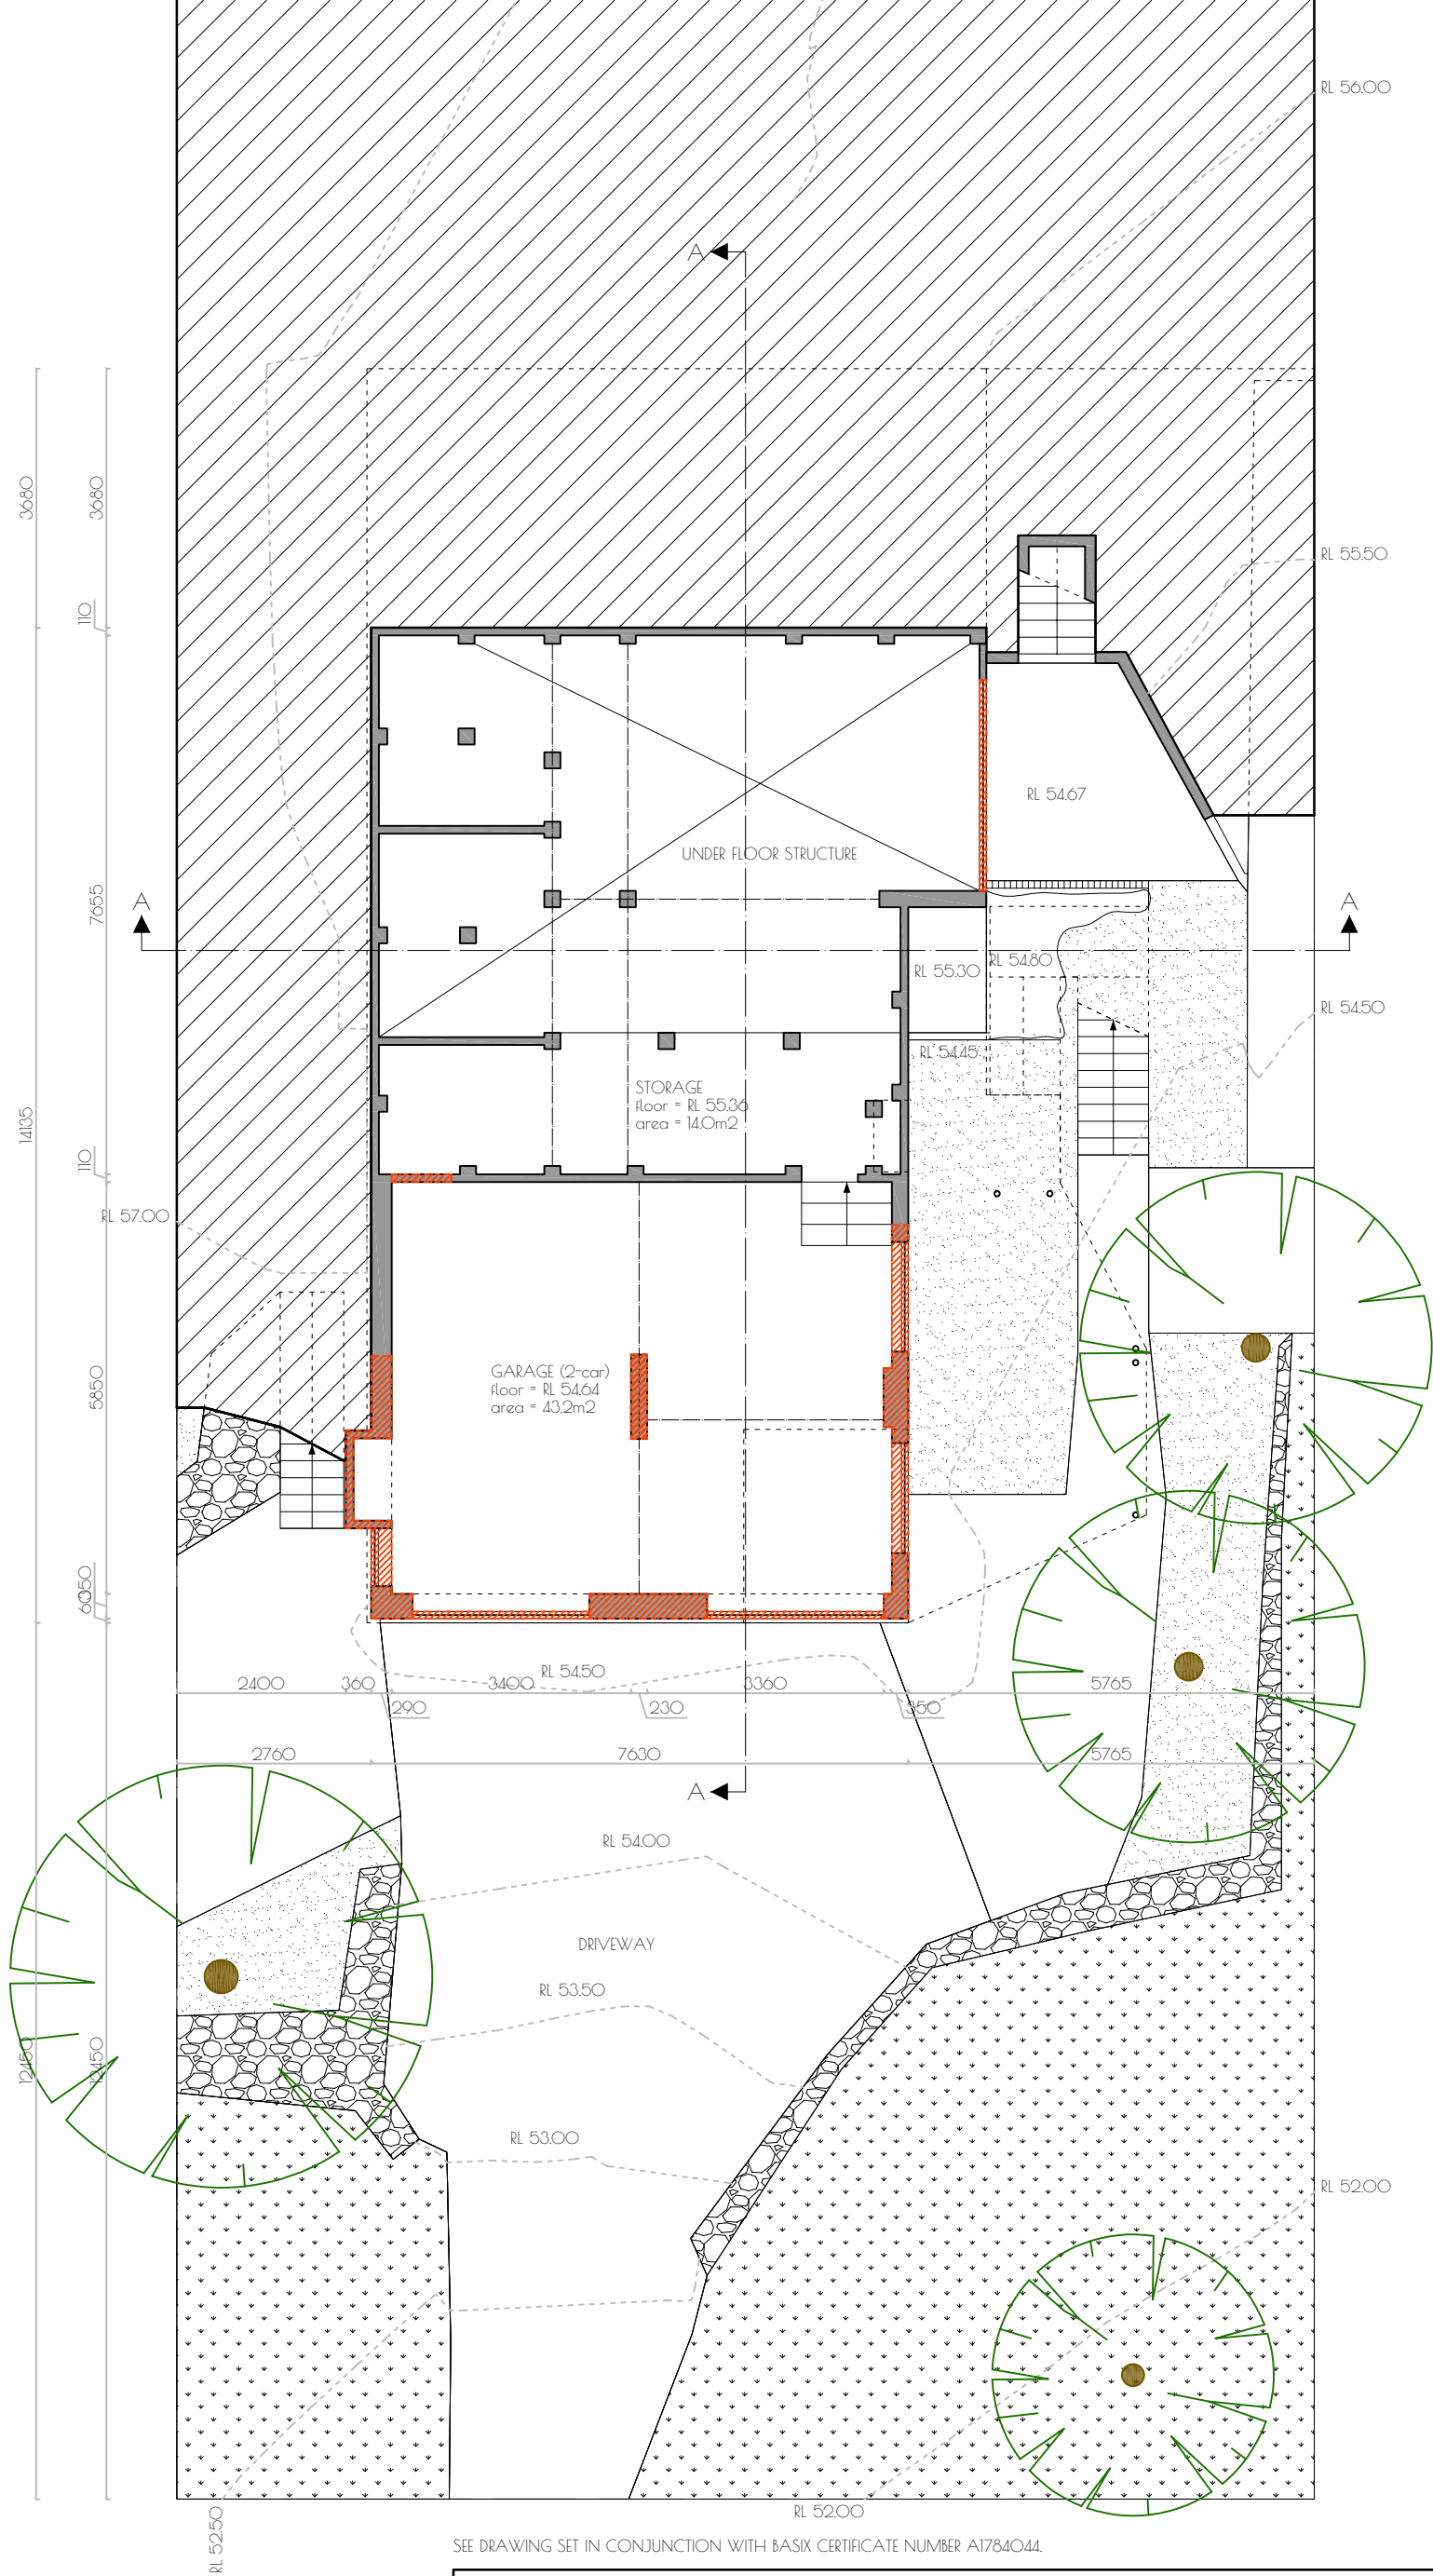 RL 56.00
A
3680
3680
RL 55.50
110
RL 54.67
UNDER FLOOR STRUCTURE
7655
A
A
RL 55.30
RL 54.80
RL 54.50
RL 54.45
STORAGE
floor = RL 55.36
area = 14.0m2
14135
110
RL 57.00
GARAGE (2-car)
floor = RL 54.64
area = 43.2m2
5850
RL 54.50
2400
360
3400
3360
5765
290
230
350
2760
7630
5765
A
RL 54.00
DRIVEWAY
RL 53.50
12450
12450
RL 53.00
RL 52.00
RL 52.00
RL 52.50
SEE DRAWING SET IN CONJUNCTION WITH BASIX CERTIFICATE NUMBER A1784044.